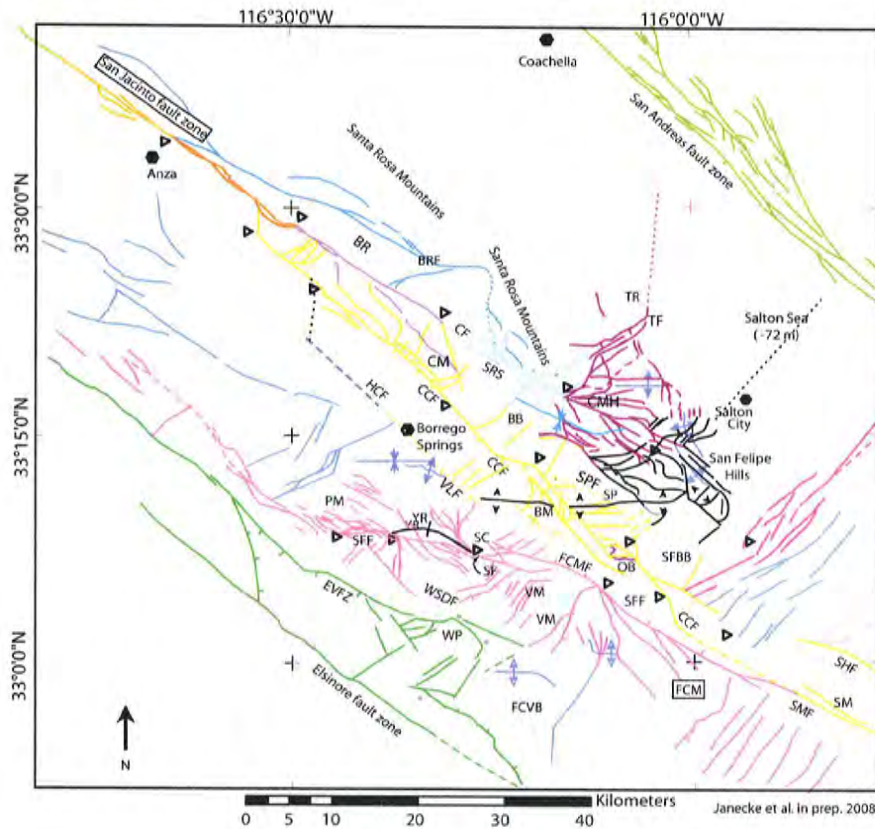 116°30'0"W
116°0'0"W
Coachella
San Jacinto fault zone
San Andreas fault zone
Anza
Santa Rosa Mountains
33°30'0"N
BR
BRF
Santa Rosa Mountains
TR
TF
Salton Sea
(-72 m)
CF
SRS
CM
HCF
CCF
CMH
Salton
City
BB
Borrego
Springs
33°15'0"N
CCF
San Felipe
Hills
SPF
VLF
SP
BM
PM
YR
SC
SFF
SFBB
FCMF
OB
EVFZ
WSDF
VM
SFF
CCF
VM
WP
33°0'0"N
SHF
Elsinore fault zone
FCM
FCVB
SMF
SM
N
Kilometers
0 5 10 20 30 40
Janecke et al. in prep. 2008